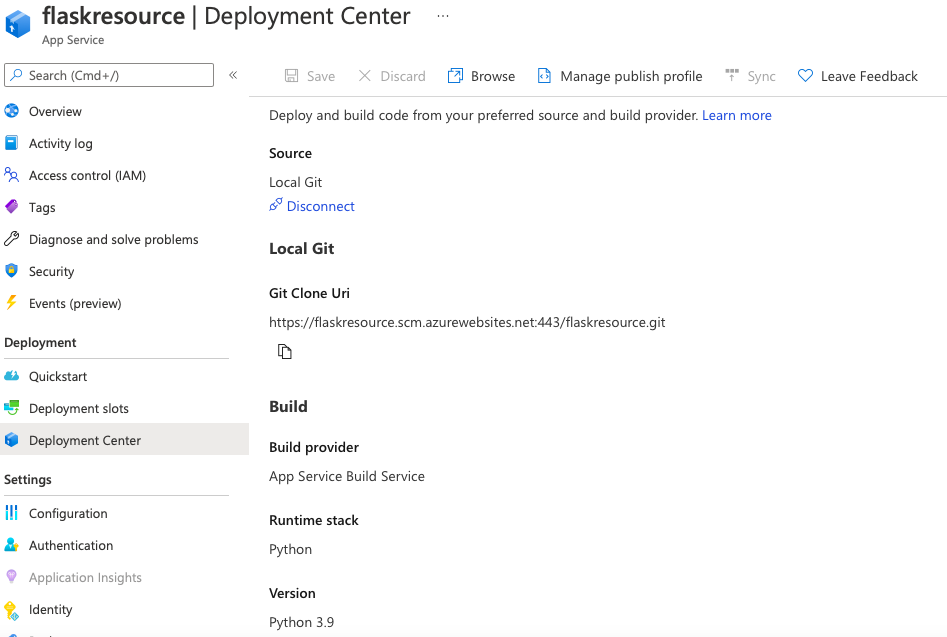 flaskresource | Deployment Center ...
App Service
Search (Cmd+/)
«
Save
Discard
Browse
Manage publish profile
Sync
Leave Feedback
Overview
Activity log
Access control (IAM)
Tags
Diagnose and solve problems
Security
Events (preview)
Deployment
Quickstart
Deployment slots
Deployment Center
Settings
Configuration
Authentication
Application Insights
Identity
Deploy and build code from your preferred source and build provider. Learn more
Source
Local Git
Disconnect
Local Git
Git Clone Uri
https://flaskresource.scm.azurewebsites.net:443/flaskresource.git
Build
Build provider
App Service Build Service
Runtime stack
Python
Version
Python 3.9